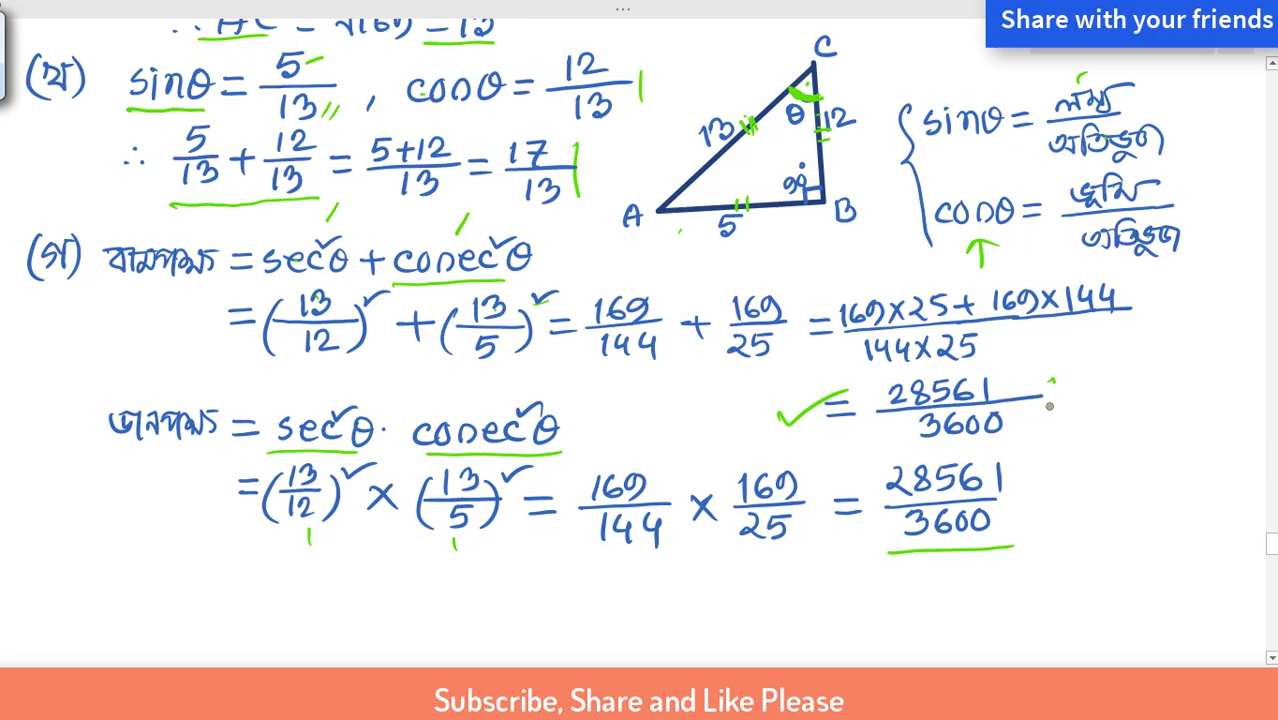 Share with your friends
∴ AC = √169 = 13
(খ) sinθ = 5/13, cosθ = 12/13
∴ 5/13 + 12/13 = 5+12/13 = 17/13
C
θ
13
12
90°
A
5
B
sinθ = লম্ব/অতিভুজ
cosθ = ভূমি/অতিভুজ
(গ) বামপক্ষ = sec²θ + cosec²θ
= (13/12)² + (13/5)² = 169/144 + 169/25 = 169×25 + 169×144/144×25
= 28561/3600
ডানপক্ষ = sec²θ · cosec²θ
= (13/12)² × (13/5)² = 169/144 × 169/25 = 28561/3600
Subscribe, Share and Like Please